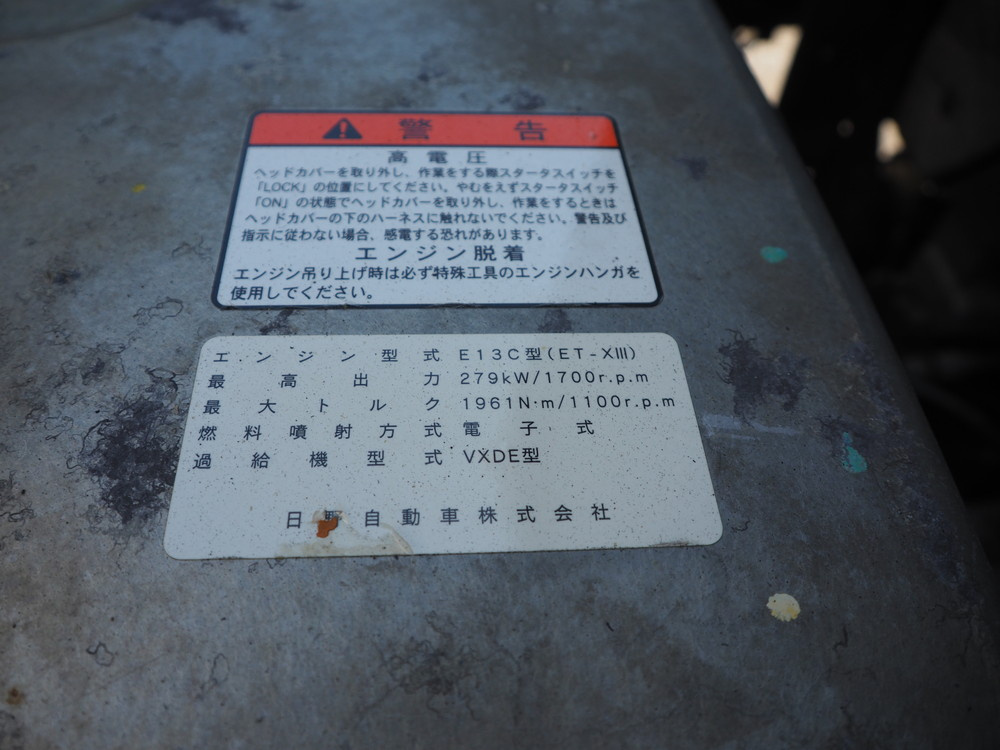 警告
高電圧
ヘッドカバーを取り外し、作業をする際スタータスイッチを
「LOCK」の位置にしてください。やむをえずスタータスイッチ
「ON」の状態でヘッドカバーを取り外し、作業をするときは
ヘッドカバーの下のハーネスに触れないでください。警告及び
指示に従わない場合、感電する恐れがあります。
エンジン脱着
エンジン吊り上げ時は必ず特殊工具のエンジンハンガを
使用してください。
エンジン型式 E13C型(ET-XIII)
最高出力 279kW/1700r.p.m
最大トルク 1961N·m/1100r.p.m
燃料噴射方式 電子式
過給機型式 VXDE型
日野自動車株式会社